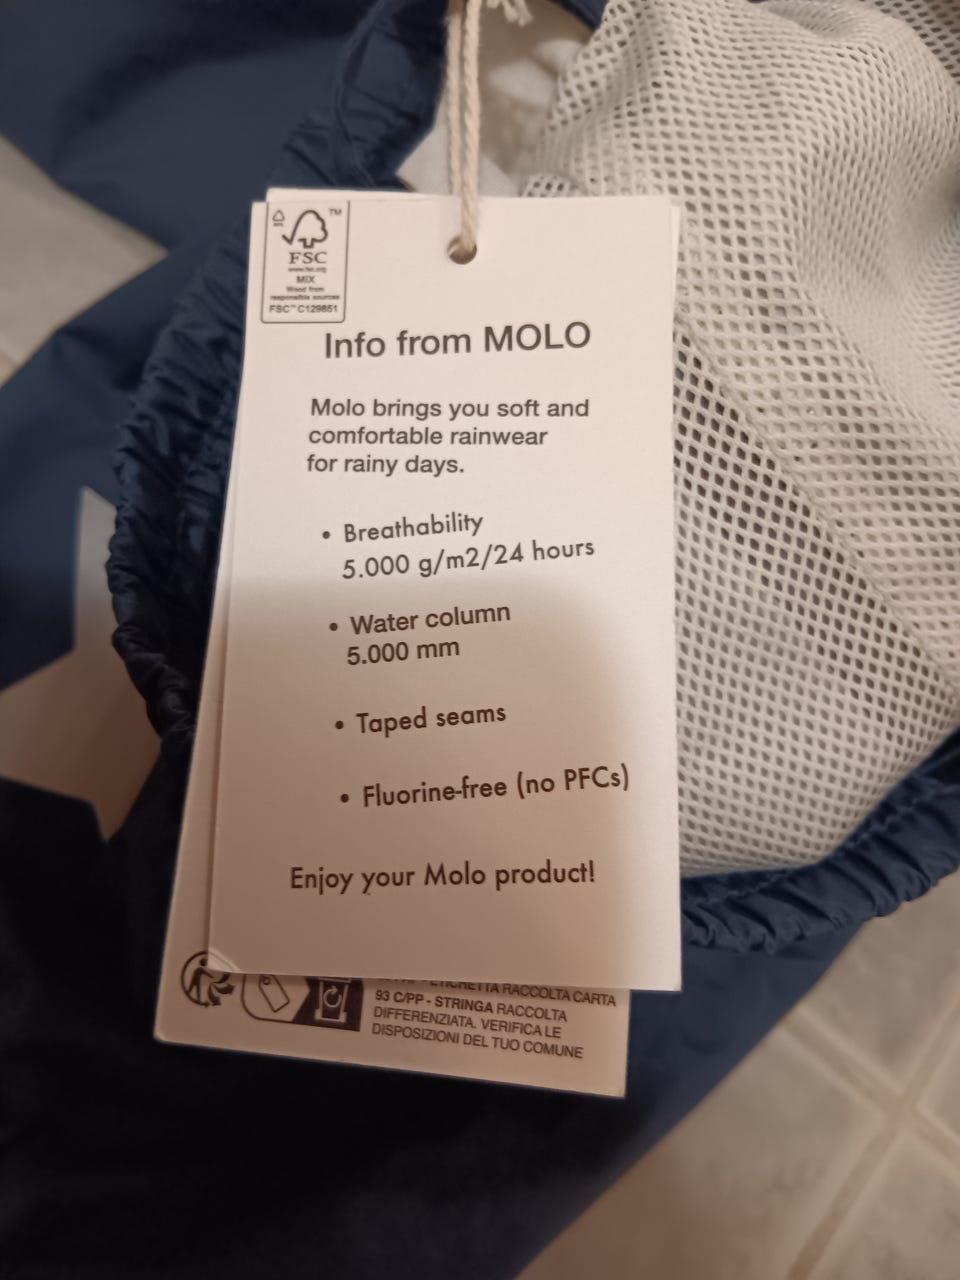 TM
FSC
www.fsc.org
MIX
Wood from
responsible sources
FSC™ C129851
Info from MOLO
Molo brings you soft and
comfortable rainwear
for rainy days.
• Breathability
5.000 g/m2/24 hours
• Water column
5.000 mm
• Taped seams
• Fluorine-free (no PFCs)
Enjoy your Molo product!
ETICHETTA RACCOLTA CARTA
93 C/PP - STRINGA RACCOLTA
DIFFERENZIATA. VERIFICA LE
DISPOSIZIONI DEL TUO COMUNE